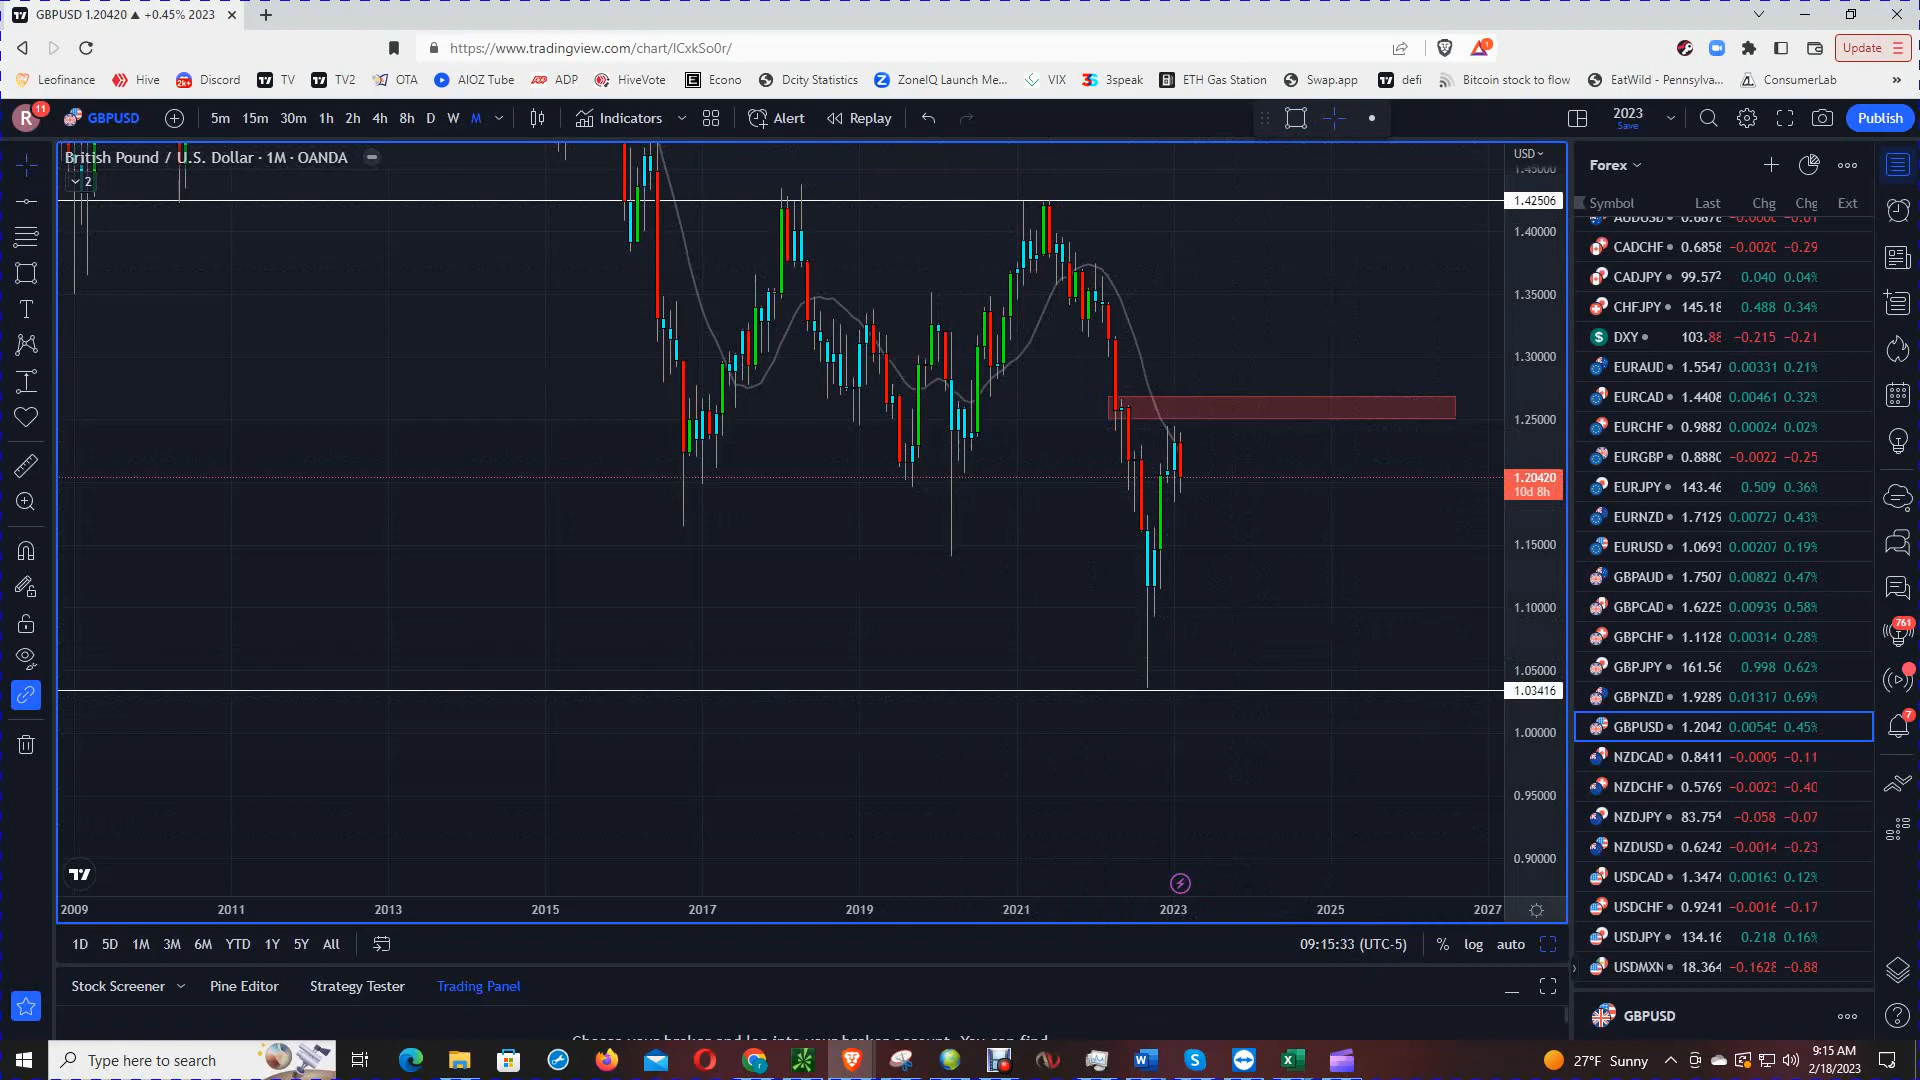 GBPUSD 1.20420 ▲ +0.45% 2023
https://www.tradingview.com/chart/lCxkSo0r/
Update
Leofinance Hive Discord TV TV2 OTA AIOZ Tube ADP HiveVote Econo Dcity Statistics ZoneIQ Launch Me... VIX 3speak ETH Gas Station Swap.app defi Bitcoin stock to flow EatWild - Pennsylva... ConsumerLab »
R 11 GBPUSD 5m 15m 30m 1h 2h 4h 8h D W M Indicators Alert Replay 2023 Save Publish
British Pound / U.S. Dollar · 1M · OANDA
2
USD
1.45000
1.42506
1.40000
1.35000
1.30000
1.25000
1.20420
10d 8h
1.15000
1.10000
1.05000
1.03416
1.00000
0.95000
0.90000
2009 2011 2013 2015 2017 2019 2021 2023 2025 2027
1D 5D 1M 3M 6M YTD 1Y 5Y All 09:15:33 (UTC-5) % log auto
Stock Screener Pine Editor Strategy Tester Trading Panel
Forex
Symbol Last Chg Chg Ext
CADCHF 0.6858 −0.0020 −0.29
CADJPY 99.572 0.040 0.04%
CHFJPY 145.18 0.488 0.34%
DXY 103.88 −0.215 −0.21
EURAUD 1.5547 0.00331 0.21%
EURCAD 1.4408 0.00461 0.32%
EURCHF 0.9882 0.00024 0.02%
EURGBP 0.8880 −0.0022 −0.25
EURJPY 143.46 0.509 0.36%
EURNZD 1.7129 0.00727 0.43%
EURUSD 1.0693 0.00207 0.19%
GBPAUD 1.7507 0.00822 0.47%
GBPCAD 1.6225 0.00939 0.58%
GBPCHF 1.1128 0.00314 0.28%
GBPJPY 161.56 0.998 0.62%
GBPNZD 1.9289 0.01317 0.69%
GBPUSD 1.2042 0.00545 0.45%
NZDCAD 0.8411 −0.0009 −0.11
NZDCHF 0.5769 −0.0023 −0.40
NZDJPY 83.754 −0.058 −0.07
NZDUSD 0.6242 −0.0014 −0.23
USDCAD 1.3474 0.00163 0.12%
USDCHF 0.9241 −0.0016 −0.17
USDJPY 134.16 0.218 0.16%
USDMXN 18.364 −0.1628 −0.88
GBPUSD
761
7
Type here to search
27°F Sunny
9:15 AM
2/18/2023